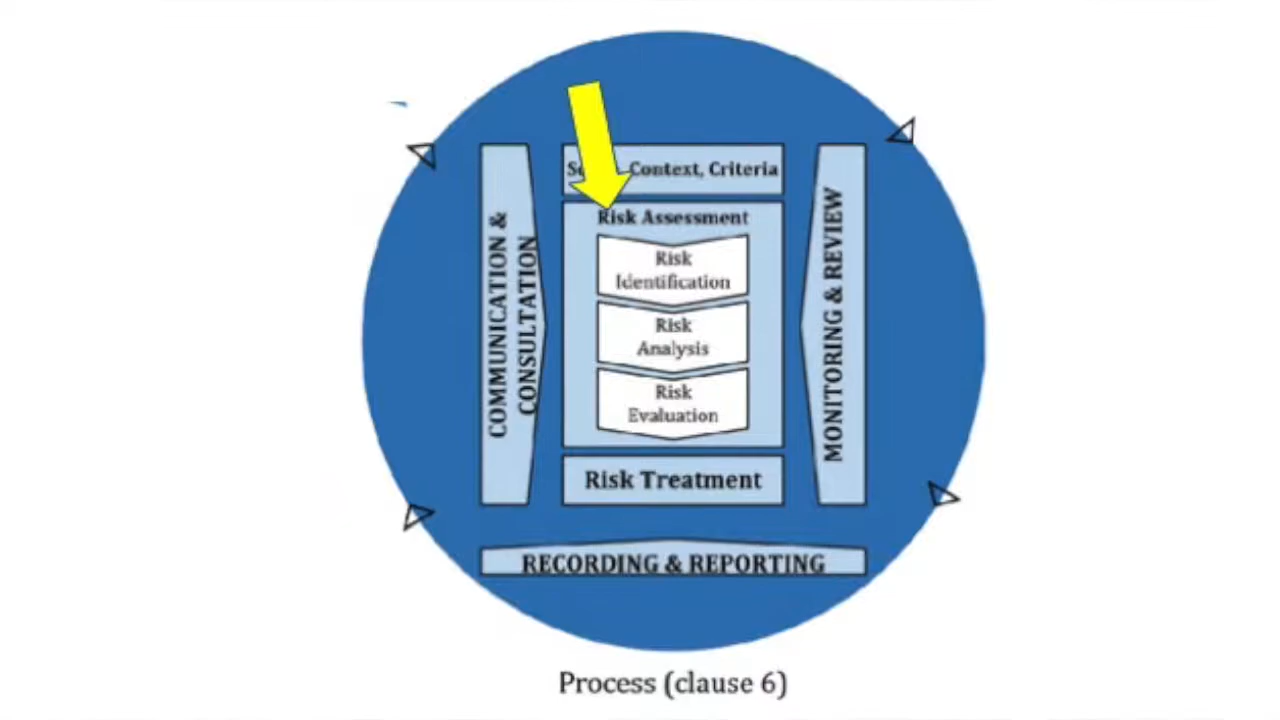 Context, Criteria
Risk Assessment
Risk
Identification
Risk
Analysis
Risk
Evaluation
Risk Treatment
COMMUNICATION &
CONSULTATION
MONITORING & REVIEW
RECORDING & REPORTING
Process (clause 6)